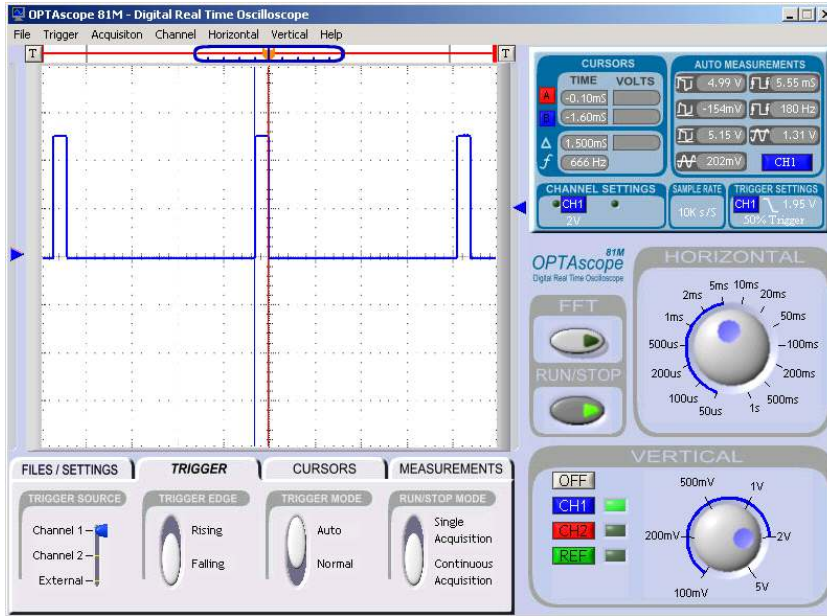 OPTAscope 81M - Digital Real Time Oscilloscope
File Trigger Acquisiton Channel Horizontal Vertical Help
T T
CURSORS
TIME VOLTS
A -0.10mS
B -1.60mS
Δ 1.500mS
f 666 Hz
AUTO MEASUREMENTS
4.99 V 5.55 mS
-154mV 180 Hz
5.15 V 1.31 V
202mV CH1
CHANNEL SETTINGS
CH1
2V
SAMPLE RATE
10K s/S
TRIGGER SETTINGS
CH1 1.95 V
50% Trigger
81M
OPTAscope
Digital Real Time Oscilloscope
FFT
RUN/STOP
HORIZONTAL
5ms 10ms
2ms 20ms
1ms 50ms
500us 100ms
200us 200ms
100us 500ms
50us 1s
FILES / SETTINGS TRIGGER CURSORS MEASUREMENTS
TRIGGER SOURCE
Channel 1
Channel 2
External
TRIGGER EDGE
Rising
Falling
TRIGGER MODE
Auto
Normal
RUN/STOP MODE
Single
Acquisition
Continuous
Acquisition
VERTICAL
OFF
CH1
CH2
REF
500mV 1V
200mV 2V
100mV 5V